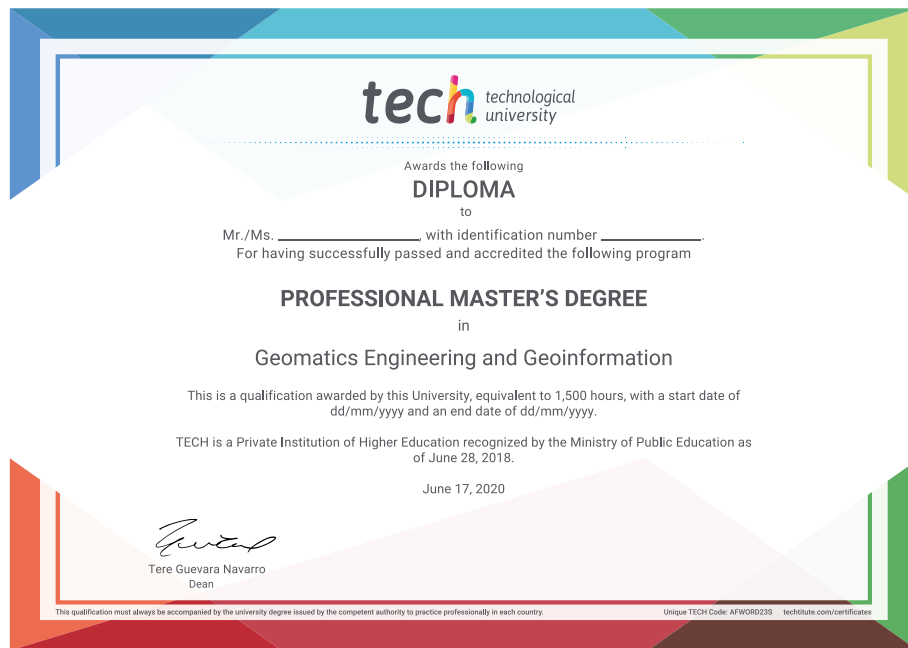 tech technological
university
Awards the following
DIPLOMA
to
Mr./Ms. ____________________, with identification number ______________.
For having successfully passed and accredited the following program
PROFESSIONAL MASTER'S DEGREE
in
Geomatics Engineering and Geoinformation
This is a qualification awarded by this University, equivalent to 1,500 hours, with a start date of
dd/mm/yyyy and an end date of dd/mm/yyyy.
TECH is a Private Institution of Higher Education recognized by the Ministry of Public Education as
of June 28, 2018.
June 17, 2020
Tere Guevara Navarro
Dean
This qualification must always be accompanied by the university degree issued by the competent authority to practice professionally in each country.
Unique TECH Code: AFWORD23S techtitute.com/certificates